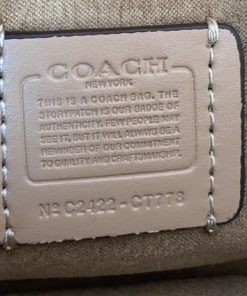 COACH
NEW YORK
THIS IS A COACH BAG. THE
STORYPATCH IS OUR BADGE OF
AUTHENTICITY. FEW PEOPLE MAY
SEE IT, BUT IT WILL ALWAYS BE A
REMINDER OF OUR COMMITMENT
TO QUALITY AND CRAFTSMANSHIP.
Nº C2422 - CT778